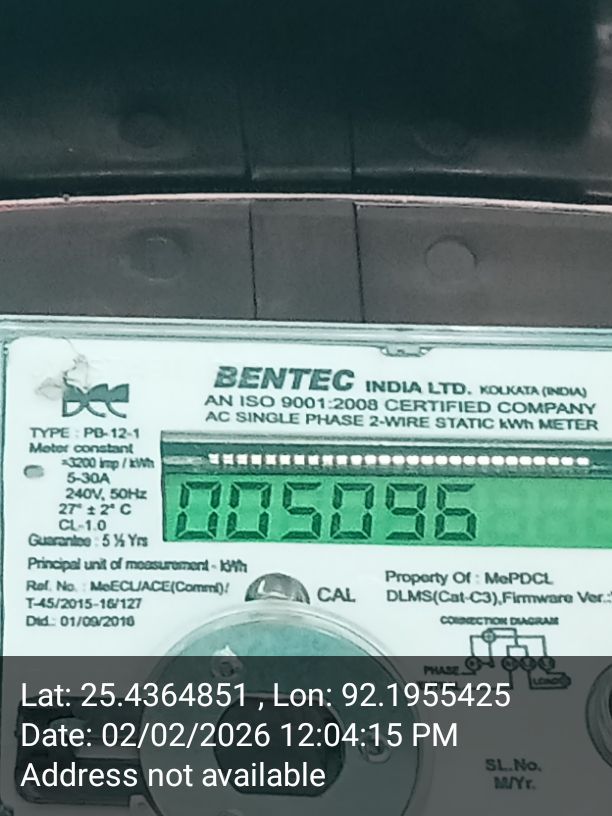 BENTEC INDIA LTD. KOLKATA (INDIA)
AN ISO 9001:2008 CERTIFIED COMPANY
AC SINGLE PHASE 2-WIRE STATIC kWh METER
TYPE : PB-12-1
Meter constant
=3200 imp / kWh
5-30A
240V, 50Hz
27° ± 2° C
CL-1.0
Guarantee : 5 ½ Yrs
005096
Principal unit of measurement - kWh
Ref. No. : MeECL/ACE(Comml)/
T-45/2015-16/127
Dtd.: 01/09/2016
CAL
Property Of : MePDCL
DLMS(Cat-C3),Firmware Ver.:
CONNECTION DIAGRAM
PHASE
LOAD
SL.No.
M/Yr.
Lat: 25.4364851 , Lon: 92.1955425
Date: 02/02/2026 12:04:15 PM
Address not available